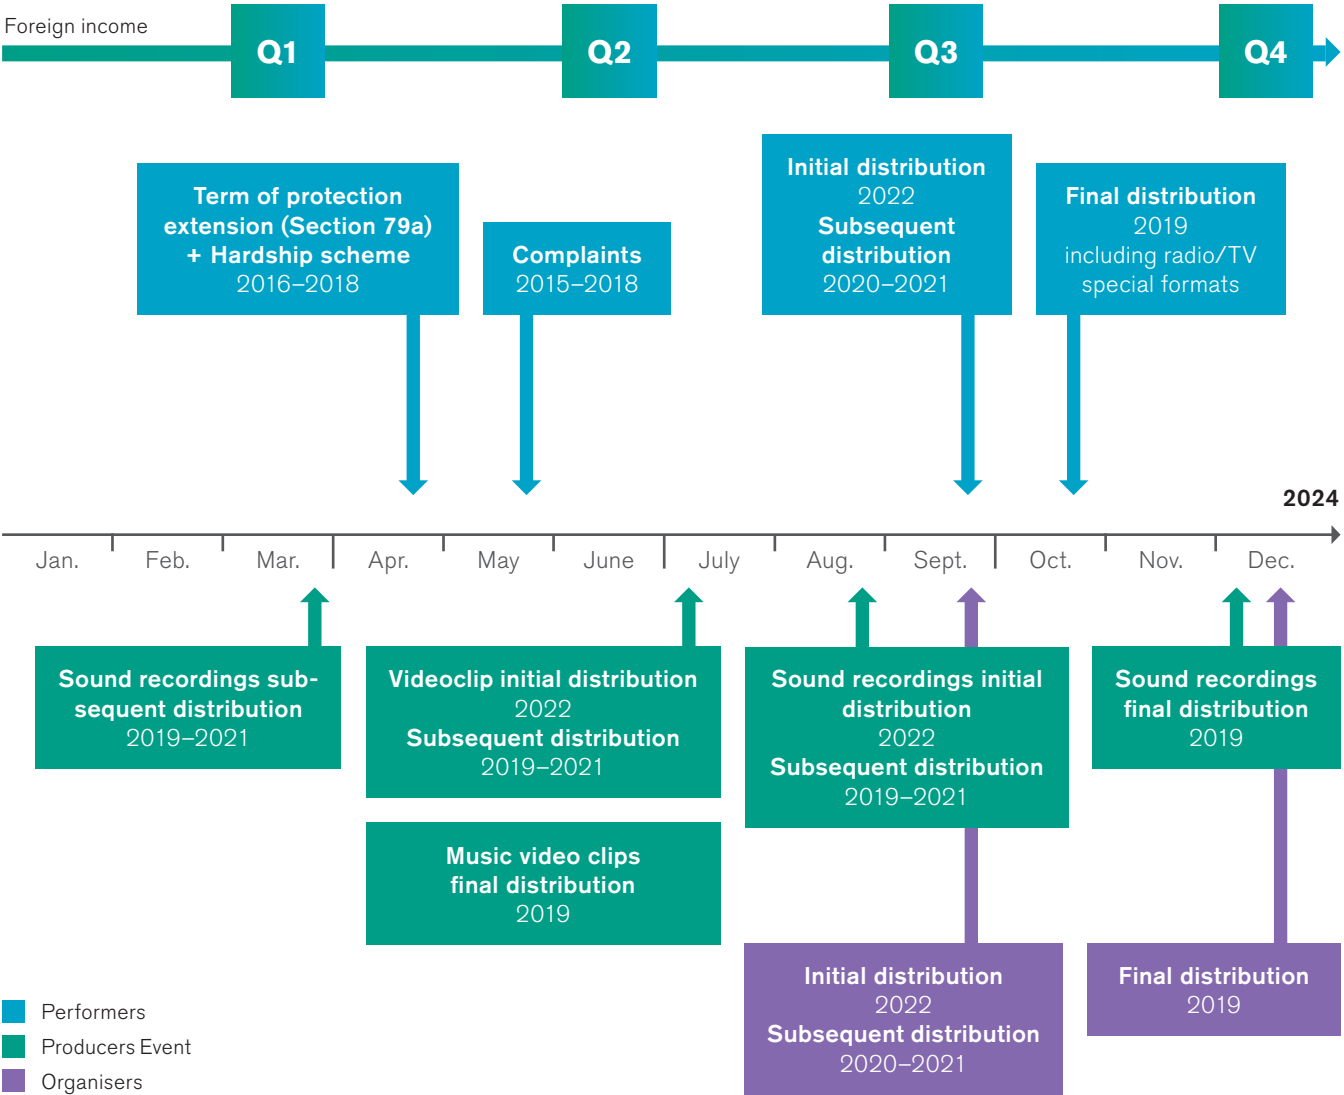 Foreign income
Q1
Q2
Q3
Q4
Term of protection
extension (Section 79a)
+ Hardship scheme
2016–2018
Complaints
2015–2018
Initial distribution
2022
Subsequent
distribution
2020–2021
Final distribution
2019
including radio/TV
special formats
2024
Jan.
Feb.
Mar.
Apr.
May
June
July
Aug.
Sept.
Oct.
Nov.
Dec.
Sound recordings sub-
sequent distribution
2019–2021
Videoclip initial distribution
2022
Subsequent distribution
2019–2021
Music video clips
final distribution
2019
Sound recordings initial
distribution
2022
Subsequent distribution
2019–2021
Sound recordings
final distribution
2019
Initial distribution
2022
Subsequent distribution
2020–2021
Final distribution
2019
Performers
Producers Event
Organisers